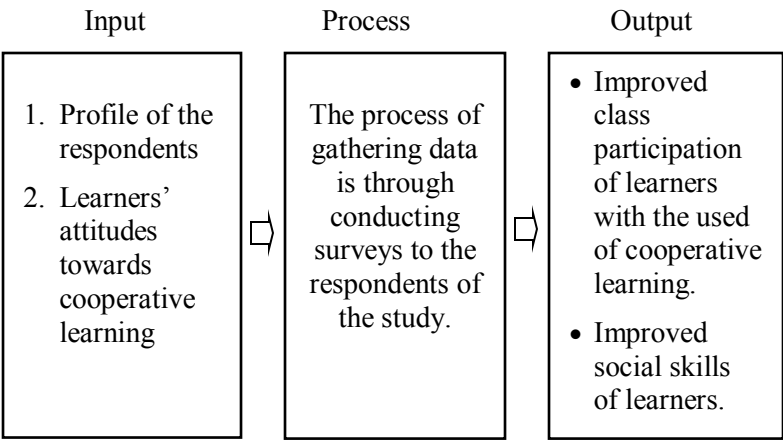 Input
Process
Output
1. Profile of the
respondents
2. Learners’
attitudes
towards
cooperative
learning
The process of
gathering data
is through
conducting
surveys to the
respondents of
the study.
• Improved
class
participation
of learners
with the used
of cooperative
learning.
• Improved
social skills
of learners.